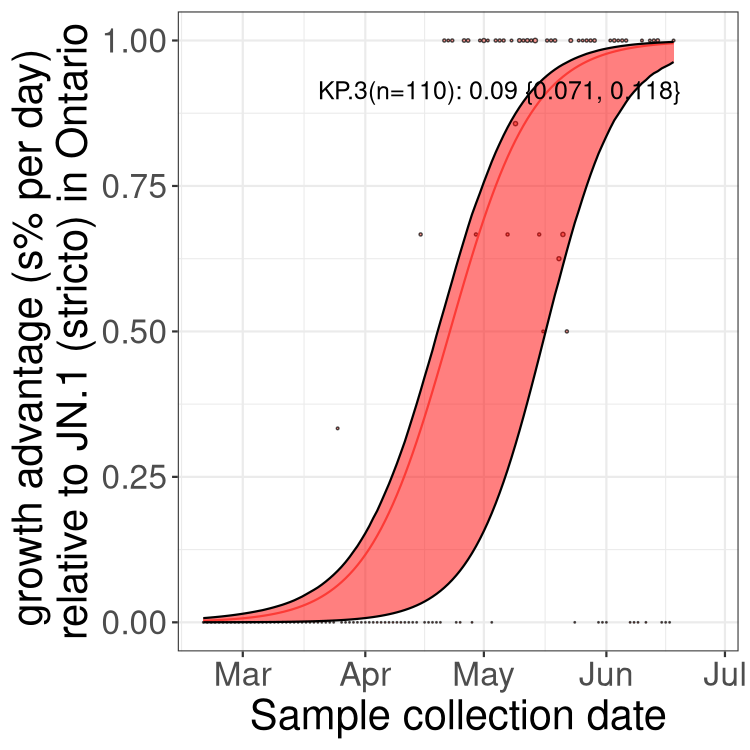 growth advantage (s% per day)
relative to JN.1 (stricto) in Ontario
1.00
0.75
0.50
0.25
0.00
KP.3(n=110): 0.09 {0.071, 0.118}
Mar Apr May Jun Jul
Sample collection date